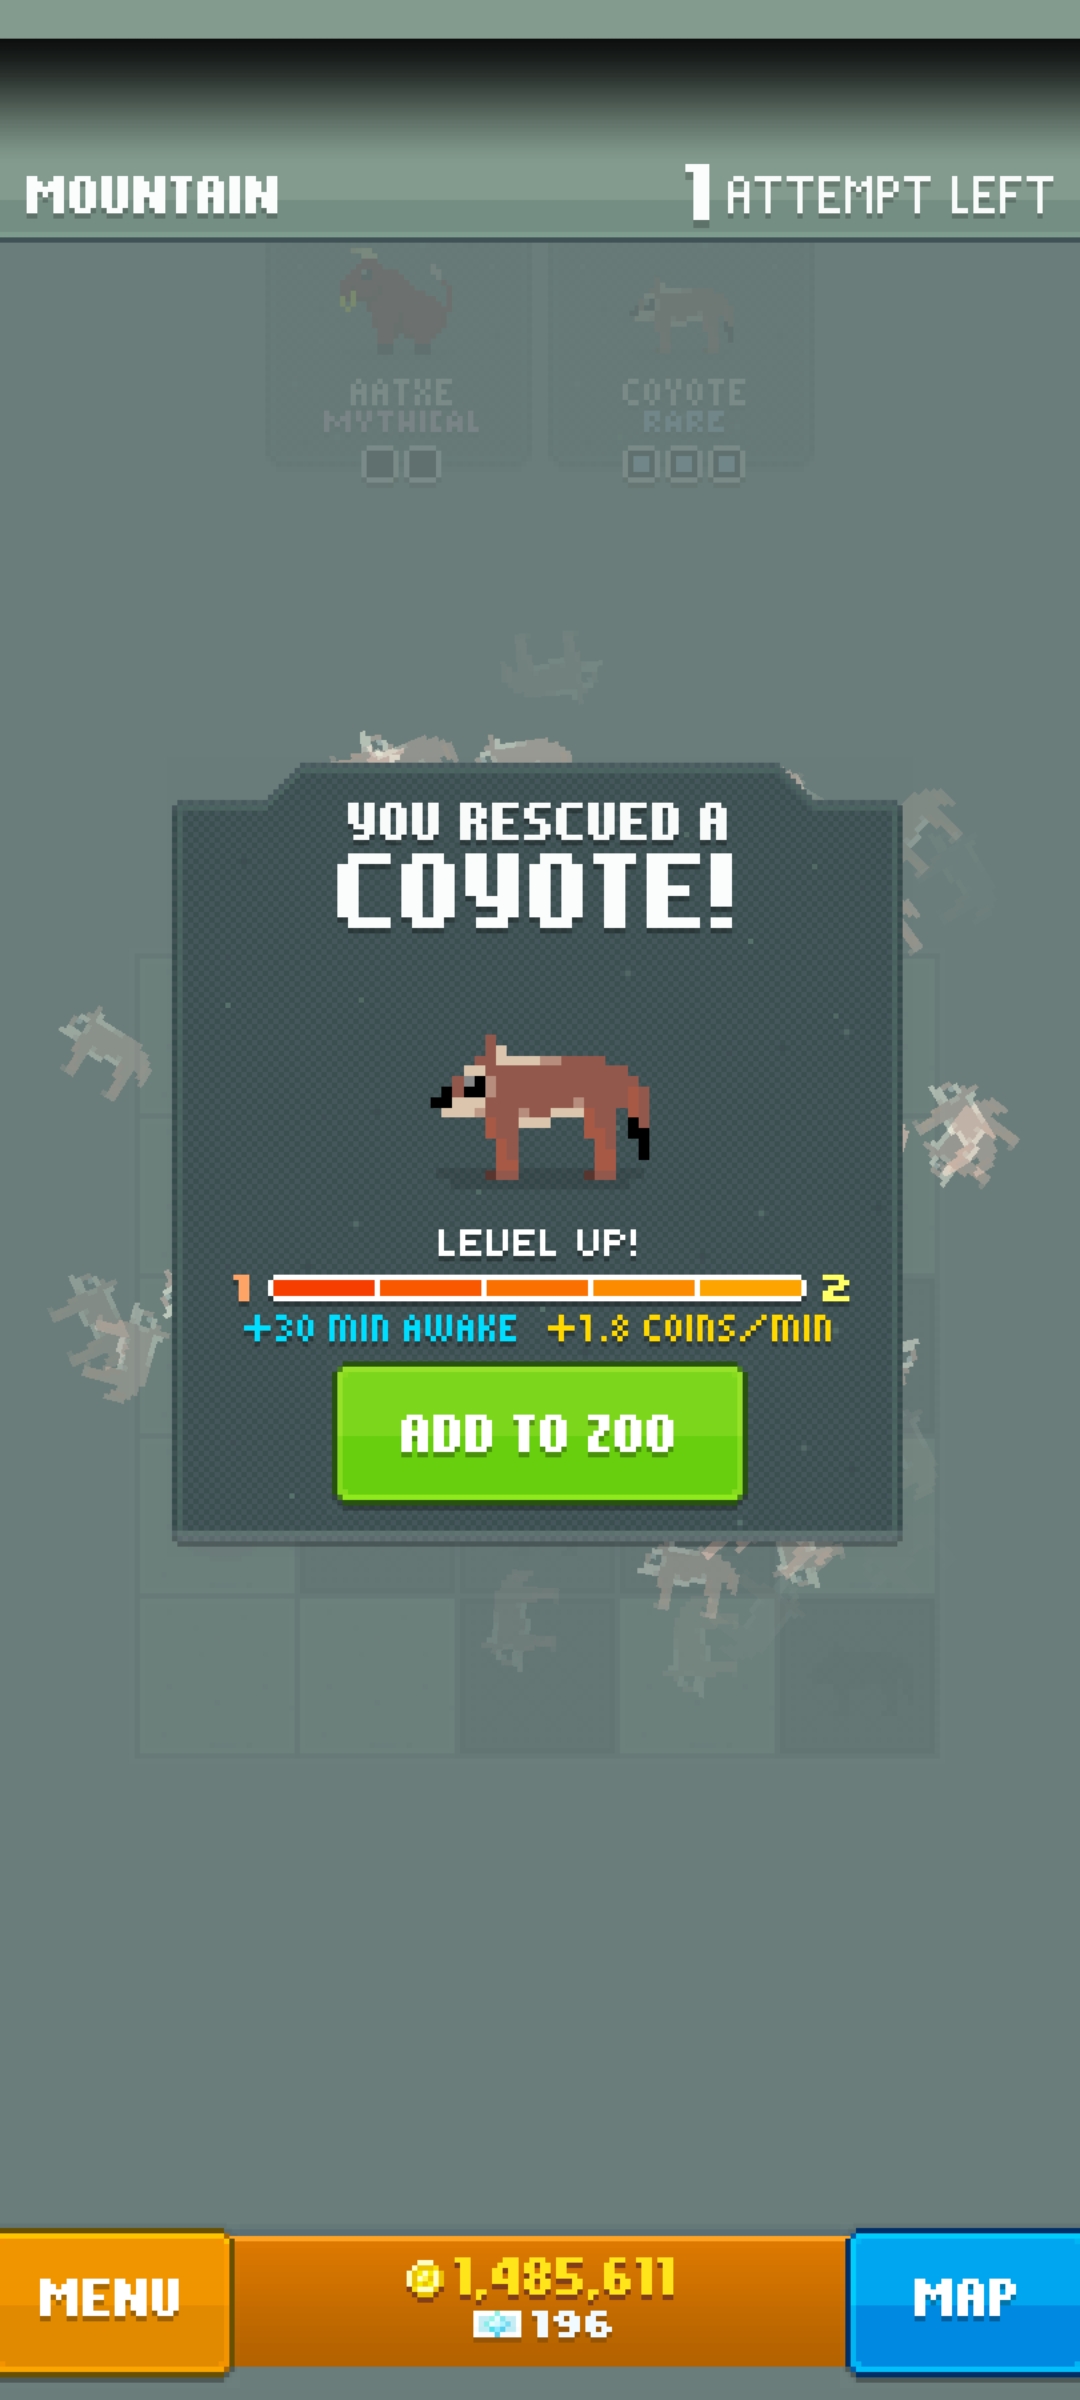 MOUNTAIN
1 ATTEMPT LEFT
AATXE
MYTHICAL
COYOTE
RARE
YOU RESCUED A
COYOTE!
LEVEL UP!
1 2
+30 MIN AWAKE +1.8 COINS/MIN
ADD TO ZOO
MENU
1,485,611
196
MAP